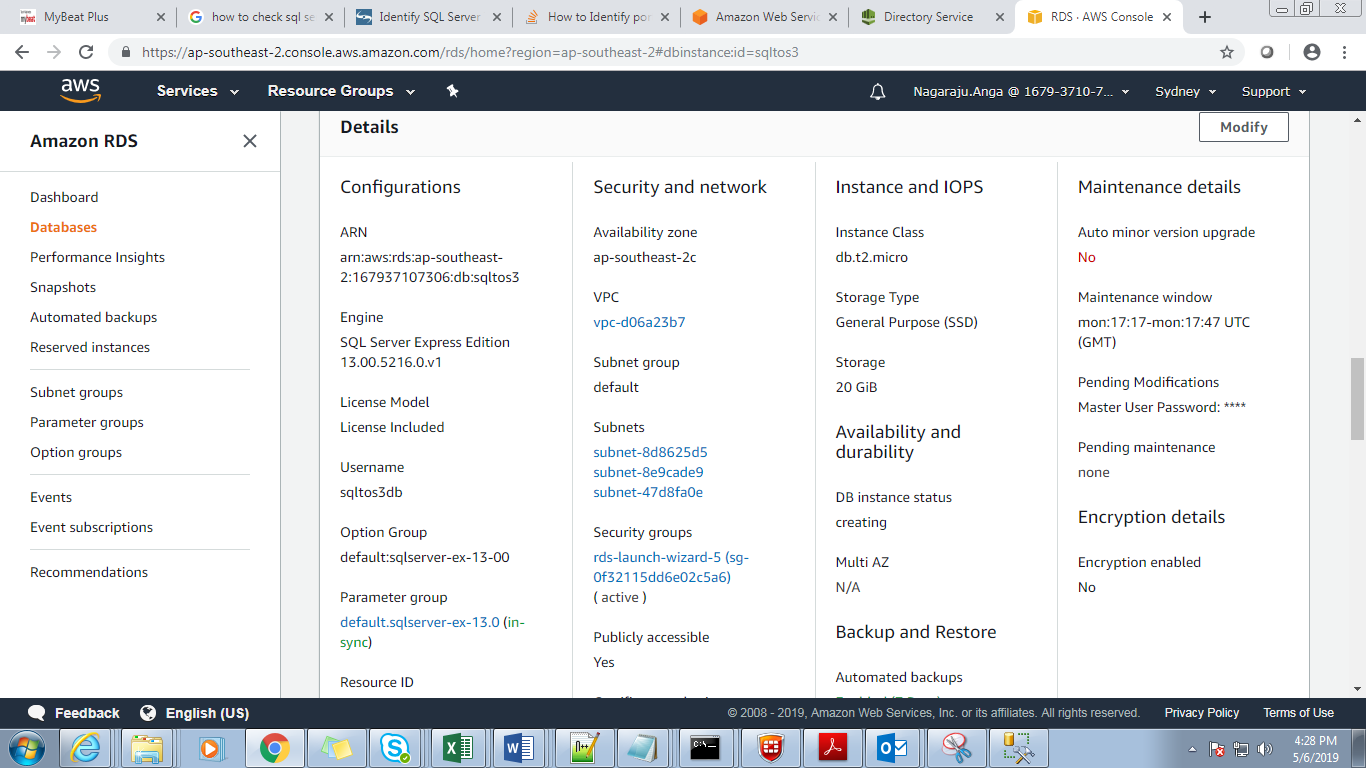 MyBeat Plus
how to check sql se
Identify SQL Server
How to Identify por
Amazon Web Servic
Directory Service
RDS · AWS Console
https://ap-southeast-2.console.aws.amazon.com/rds/home?region=ap-southeast-2#dbinstance:id=sqltos3
aws
Services
Resource Groups
Nagaraju.Anga @ 1679-3710-7...
Sydney
Support
Amazon RDS
Dashboard
Databases
Performance Insights
Snapshots
Automated backups
Reserved instances
Subnet groups
Parameter groups
Option groups
Events
Event subscriptions
Recommendations
Details
Modify
Configurations
ARN
arn:aws:rds:ap-southeast-
2:167937107306:db:sqltos3
Engine
SQL Server Express Edition
13.00.5216.0.v1
License Model
License Included
Username
sqltos3db
Option Group
default:sqlserver-ex-13-00
Parameter group
default.sqlserver-ex-13.0 (in-
sync)
Resource ID
Security and network
Availability zone
ap-southeast-2c
VPC
vpc-d06a23b7
Subnet group
default
Subnets
subnet-8d8625d5
subnet-8e9cade9
subnet-47d8fa0e
Security groups
rds-launch-wizard-5 (sg-
0f32115dd6e02c5a6)
( active )
Publicly accessible
Yes
Instance and IOPS
Instance Class
db.t2.micro
Storage Type
General Purpose (SSD)
Storage
20 GiB
Availability and
durability
DB instance status
creating
Multi AZ
N/A
Backup and Restore
Automated backups
Maintenance details
Auto minor version upgrade
No
Maintenance window
mon:17:17-mon:17:47 UTC
(GMT)
Pending Modifications
Master User Password: ****
Pending maintenance
none
Encryption details
Encryption enabled
No
Feedback
English (US)
© 2008 - 2019, Amazon Web Services, Inc. or its affiliates. All rights reserved.
Privacy Policy
Terms of Use
4:28 PM
5/6/2019